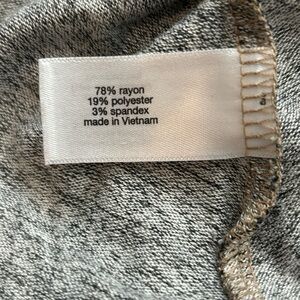 78% rayon
19% polyester
3% spandex
made in Vietnam